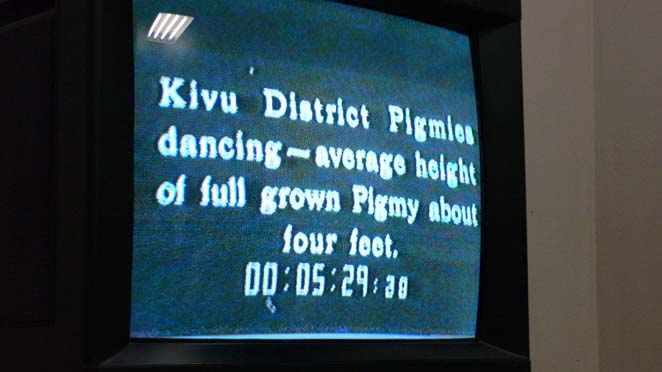 Kivu District Pigmies
dancing—average height
of full grown Pigmy about
four feet.
00:05:29:38